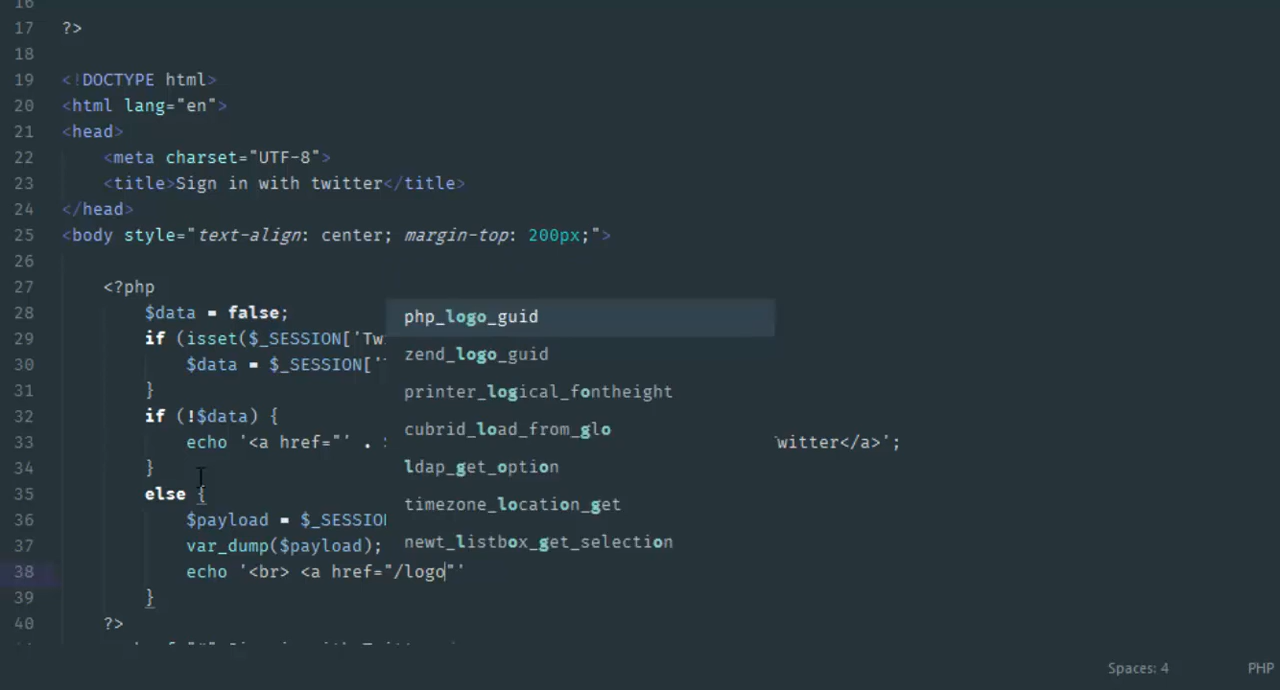 16
17 ?>
18
19 <!DOCTYPE html>
20 <html lang="en">
21 <head>
22 <meta charset="UTF-8">
23 <title>Sign in with twitter</title>
24 </head>
25 <body style="text-align: center; margin-top: 200px;">
26
27 <?php
28 $data = false;
29 if (isset($_SESSION['Tw
30 $data = $_SESSION['
31 }
32 if (!$data) {
33 echo '<a href="' . witter</a>';
34 }
35 else {
36 $payload = $_SESSION
37 var_dump($payload);
38 echo '<br> <a href="/logo"'
39 }
40 ?>
php_logo_guid
zend_logo_guid
printer_logical_fontheight
cubrid_load_from_glo
ldap_get_option
timezone_location_get
newt_listbox_get_selection
Spaces: 4 PHP